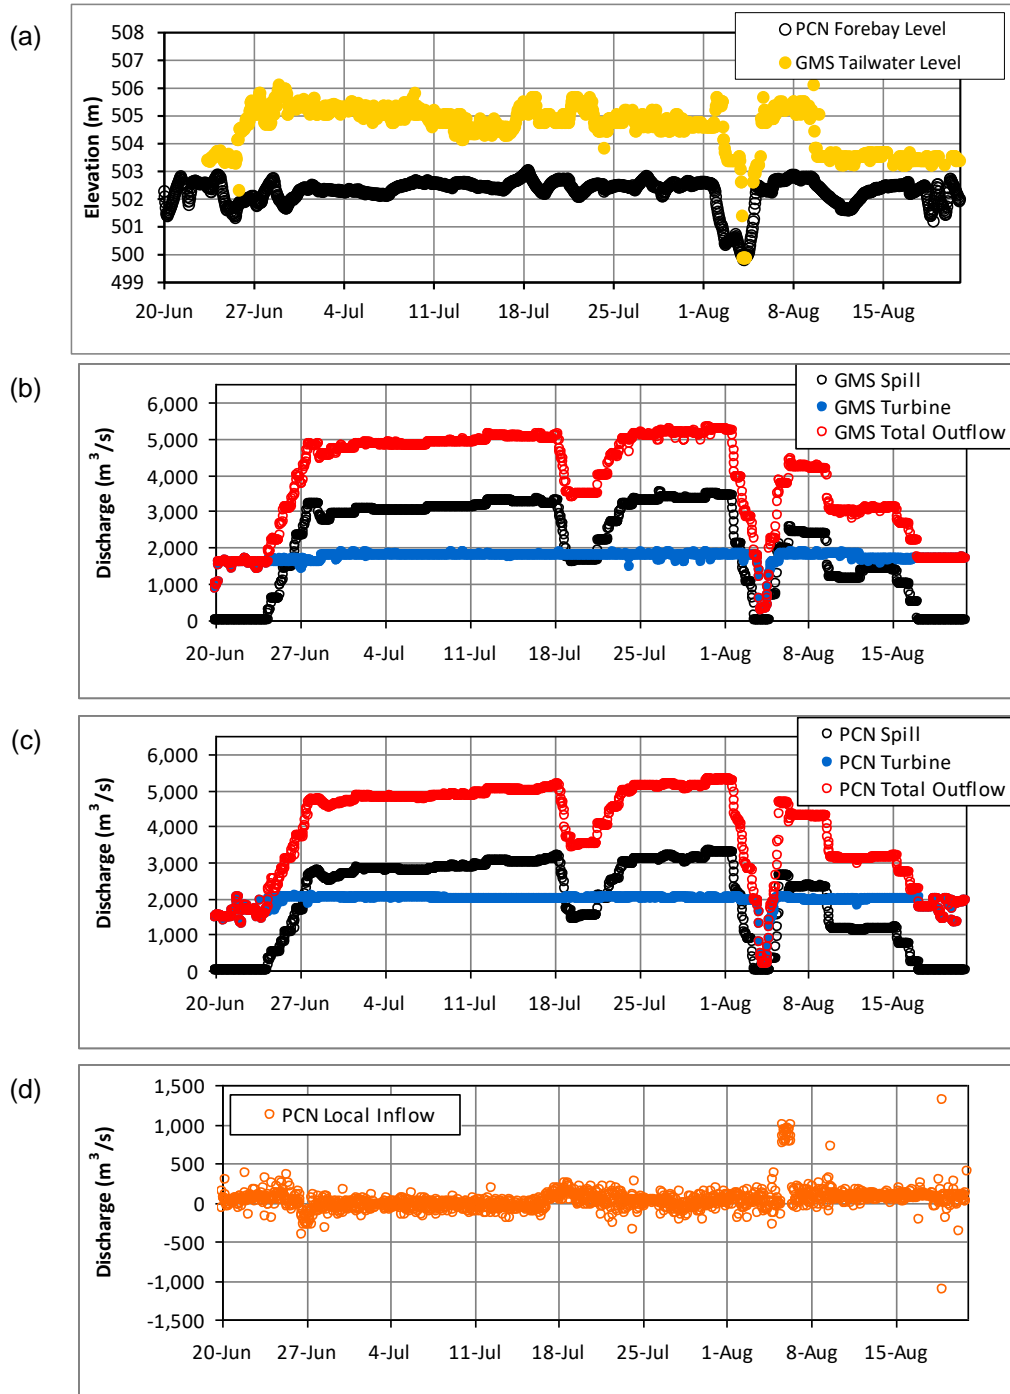 (a)
508
507
506
505
504
503
502
501
500
499
Elevation (m)
PCN Forebay Level
GMS Tailwater Level
20-Jun 27-Jun 4-Jul 11-Jul 18-Jul 25-Jul 1-Aug 8-Aug 15-Aug
(b)
6,000
5,000
4,000
3,000
2,000
1,000
0
Discharge (m³/s)
GMS Spill
GMS Turbine
GMS Total Outflow
20-Jun 27-Jun 4-Jul 11-Jul 18-Jul 25-Jul 1-Aug 8-Aug 15-Aug
(c)
6,000
5,000
4,000
3,000
2,000
1,000
0
Discharge (m³/s)
PCN Spill
PCN Turbine
PCN Total Outflow
20-Jun 27-Jun 4-Jul 11-Jul 18-Jul 25-Jul 1-Aug 8-Aug 15-Aug
(d)
1,500
1,000
500
0
-500
-1,000
-1,500
Discharge (m³/s)
PCN Local Inflow
20-Jun 27-Jun 4-Jul 11-Jul 18-Jul 25-Jul 1-Aug 8-Aug 15-Aug